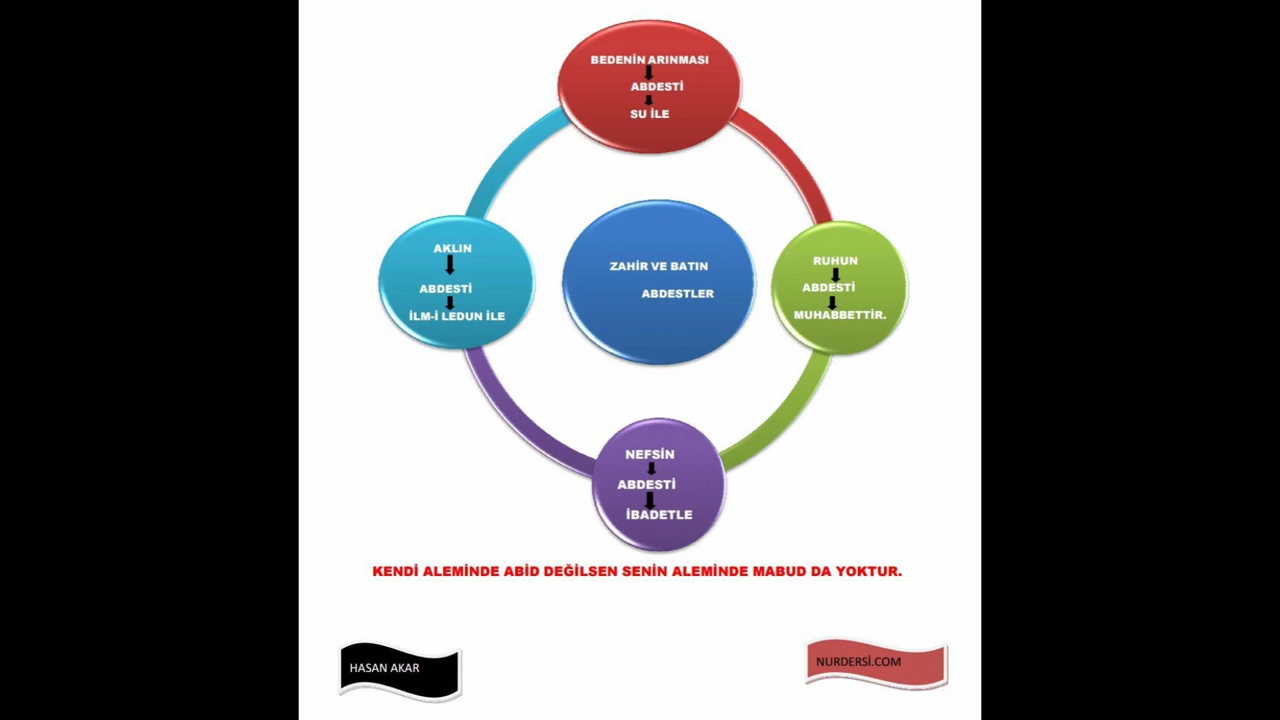 BEDENİN ARINMASI
ABDESTİ
SU İLE
AKLIN
ABDESTİ
İLM-İ LEDUN İLE
ZAHİR VE BATIN
ABDESTLER
RUHUN
ABDESTİ
MUHABBETTİR.
NEFSİN
ABDESTİ
İBADETLE
KENDİ ALEMİNDE ABİD DEĞİLSEN SENİN ALEMİNDE MABUD DA YOKTUR.
HASAN AKAR
NURDERSİ.COM